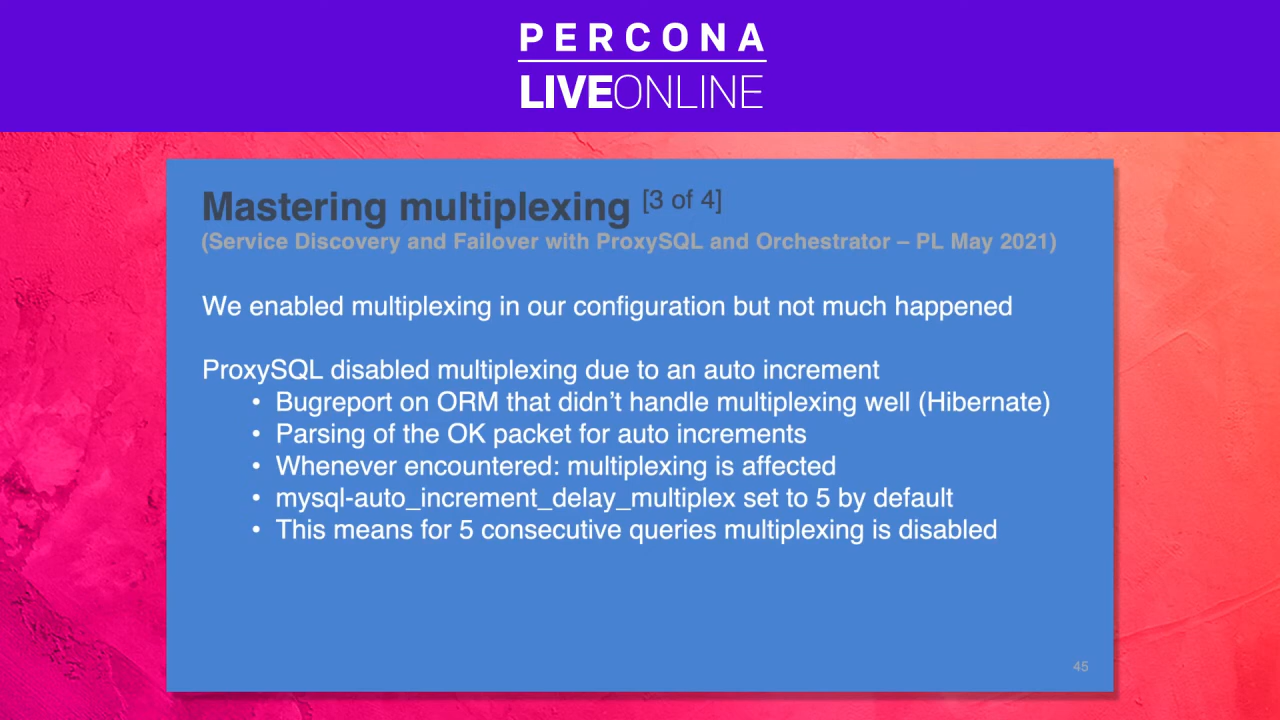 PERCONA
LIVEONLINE
Mastering multiplexing [3 of 4]
(Service Discovery and Failover with ProxySQL and Orchestrator – PL May 2021)
We enabled multiplexing in our configuration but not much happened
ProxySQL disabled multiplexing due to an auto increment
• Bugreport on ORM that didn’t handle multiplexing well (Hibernate)
• Parsing of the OK packet for auto increments
• Whenever encountered: multiplexing is affected
• mysql-auto_increment_delay_multiplex set to 5 by default
• This means for 5 consecutive queries multiplexing is disabled
45